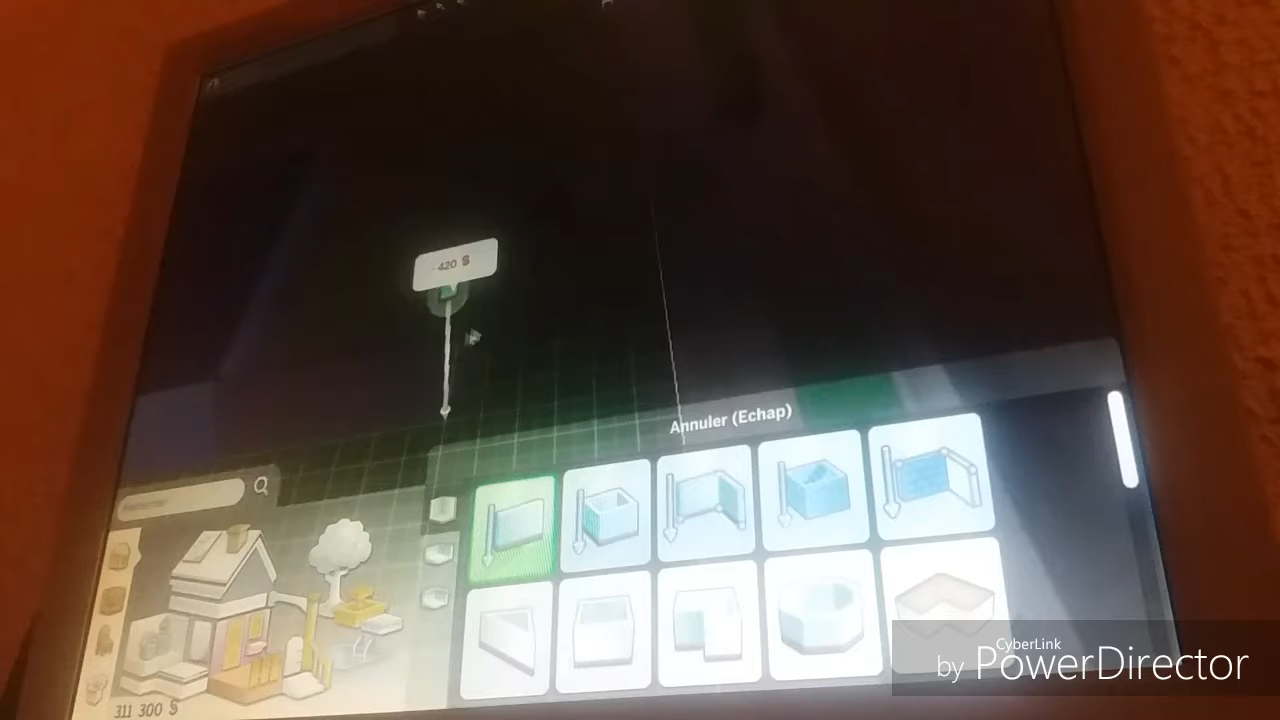 -420 §
Annuler (Echap)
311 300 §
CyberLink
by PowerDirector